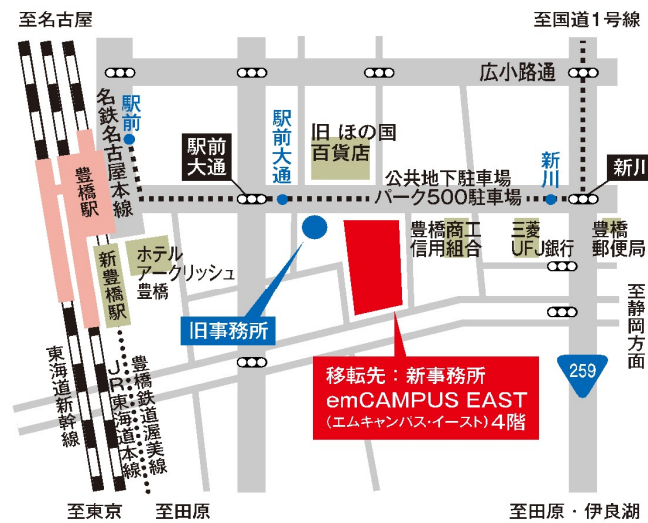 至名古屋
至国道1号線
広小路通
名鉄名古屋本線
駅前
駅前
大通
駅前大通
旧 ほの国
百貨店
公共地下駐車場
パーク500駐車場
新川
新川
豊橋駅
新豊橋駅
ホテル
アークリッシュ
豊橋
豊橋商工
信用組合
三菱
UFJ銀行
豊橋
郵便局
至静岡方面
旧事務所
移転先：新事務所
emCAMPUS EAST
（エムキャンパス・イースト）4階
259
東海道新幹線
JR東海道本線
豊橋鉄道渥美線
至東京
至田原
至田原・伊良湖